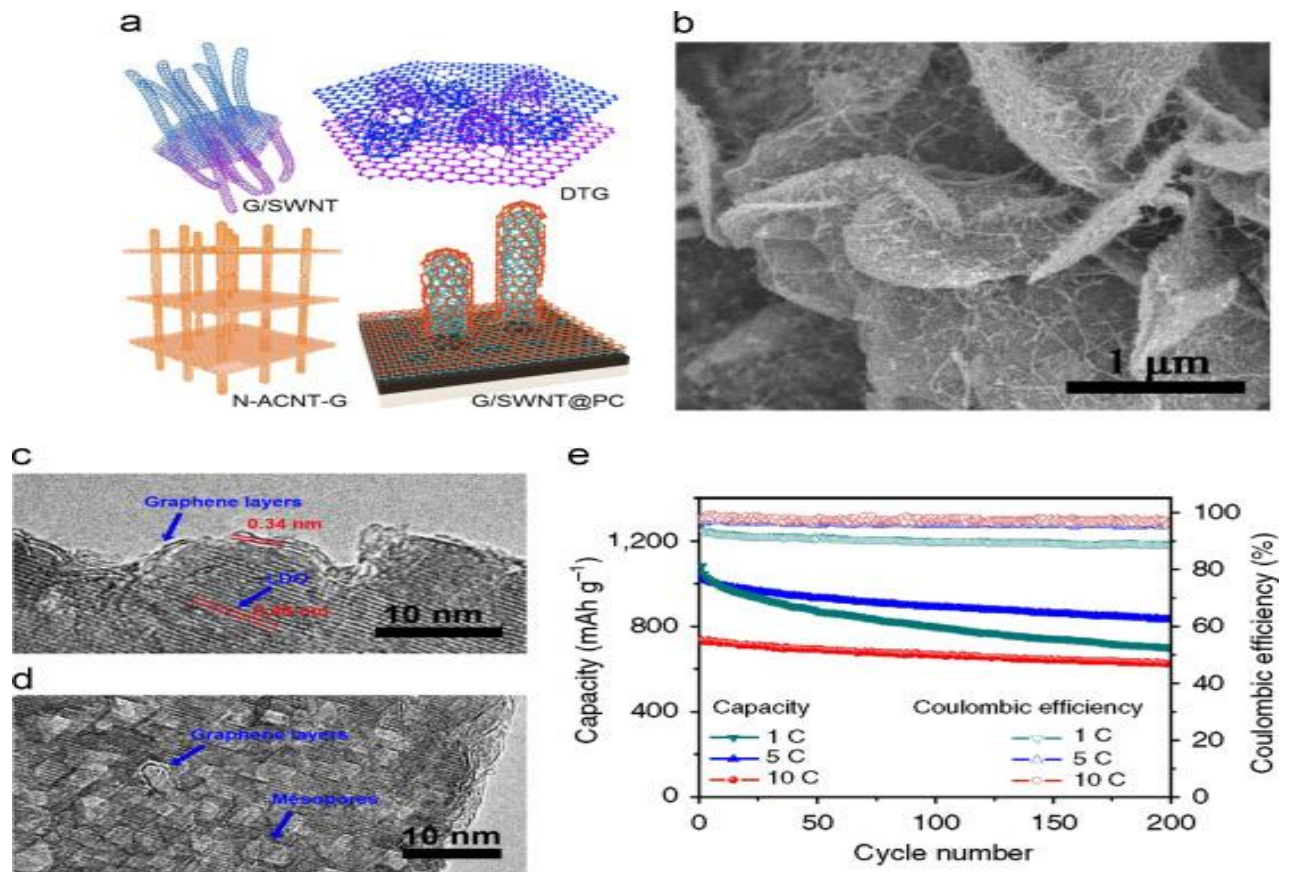 a
G/SWNT
DTG
N-ACNT-G
G/SWNT@PC
b
1 µm
c
Graphene layers
0.34 nm
LDO
10 nm
d
Graphene layers
Mesopores
10 nm
e
Capacity (mAh g⁻¹)
1,200
1000
800
400
0
Capacity
1 C
5 C
10 C
Coulombic efficiency
1 C
5 C
10 C
0
50
100
150
200
Cycle number
100
80
60
40
20
0
Coulombic efficiency (%)